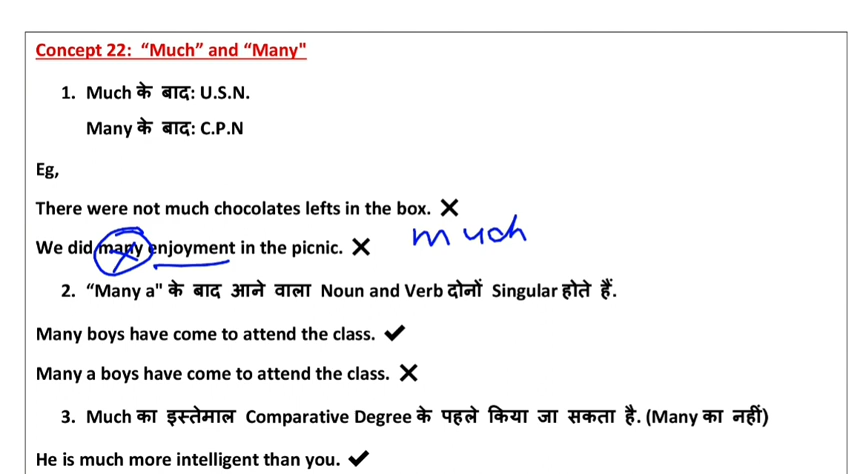 Concept 22: “Much” and “Many"
1. Much के बाद: U.S.N.
Many के बाद: C.P.N
Eg,
There were not much chocolates lefts in the box. ❌
We did many enjoyment in the picnic. ❌ much
2. “Many a" के बाद आने वाला Noun and Verb दोनों Singular होते हैं.
Many boys have come to attend the class. ✔
Many a boys have come to attend the class. ❌
3. Much का इस्तेमाल Comparative Degree के पहले किया जा सकता है. (Many का नहीं)
He is much more intelligent than you. ✔